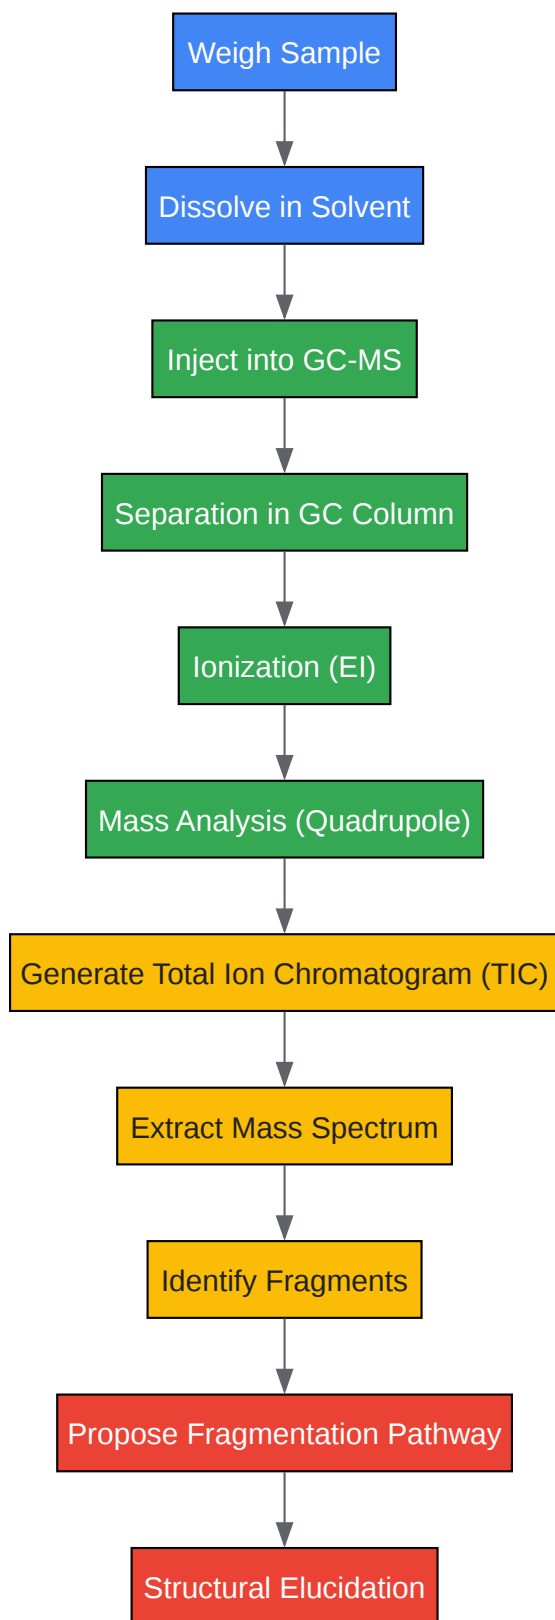 Weigh Sample
Dissolve in Solvent
Inject into GC-MS
Separation in GC Column
Ionization (EI)
Mass Analysis (Quadrupole)
Generate Total Ion Chromatogram (TIC)
Extract Mass Spectrum
Identify Fragments
Propose Fragmentation Pathway
Structural Elucidation